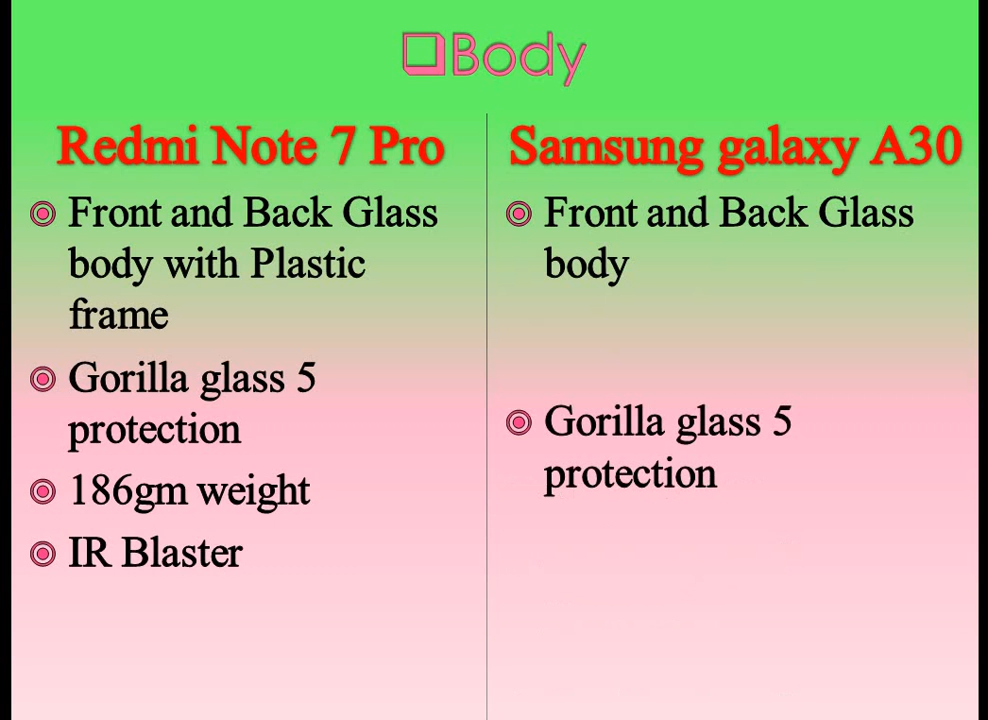 Body
Redmi Note 7 Pro
Front and Back Glass
body with Plastic
frame
Gorilla glass 5
protection
186gm weight
IR Blaster
Samsung galaxy A30
Front and Back Glass
body
Gorilla glass 5
protection